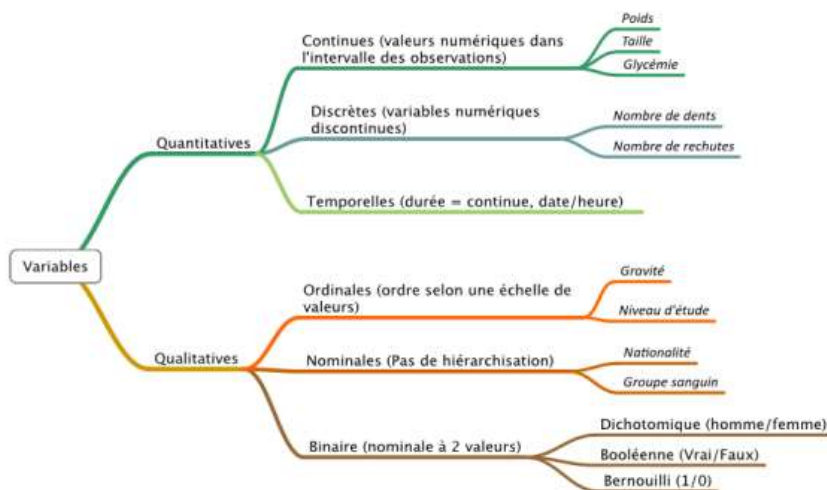 Variables
Quantitatives
Continues (valeurs numériques dans
l'intervalle des observations)
Poids
Taille
Glycémie
Discrètes (variables numériques
discontinues)
Nombre de dents
Nombre de rechutes
Temporelles (durée = continue, date/heure)
Qualitatives
Ordinales (ordre selon une échelle de
valeurs)
Gravité
Niveau d'étude
Nominales (Pas de hiérarchisation)
Nationalité
Groupe sanguin
Binaire (nominale à 2 valeurs)
Dichotomique (homme/femme)
Booléenne (Vrai/Faux)
Bernouilli (1/0)